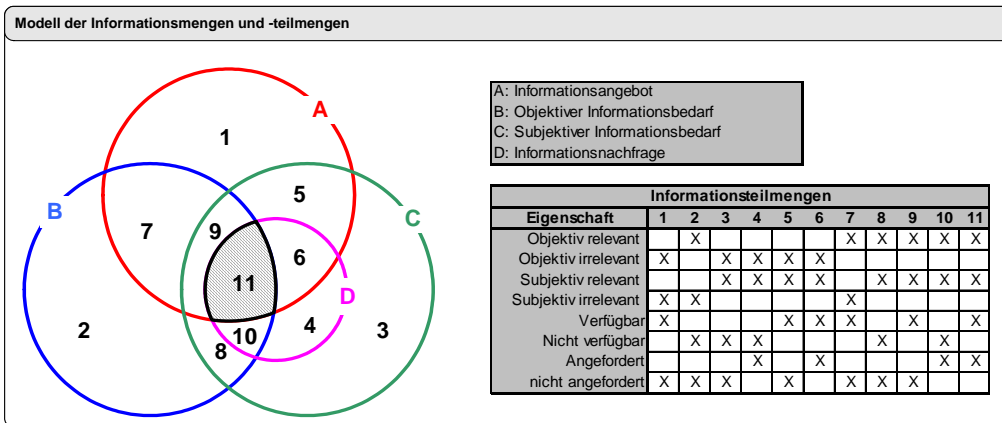 Modell der Informationsmengen und -teilmengen
A
1
B
5
C
7
9
6
11
D
2
10
4
3
8
A: Informationsangebot
B: Objektiver Informationsbedarf
C: Subjektiver Informationsbedarf
D: Informationsnachfrage
Informationsteilmengen
Eigenschaft 1 2 3 4 5 6 7 8 9 10 11
Objektiv relevant X X X X X X
Objektiv irrelevant X X X X X
Subjektiv relevant X X X X X X X X
Subjektiv irrelevant X X X
Verfügbar X X X X X X
Nicht verfügbar X X X X X
Angefordert X X X X
nicht angefordert X X X X X X X